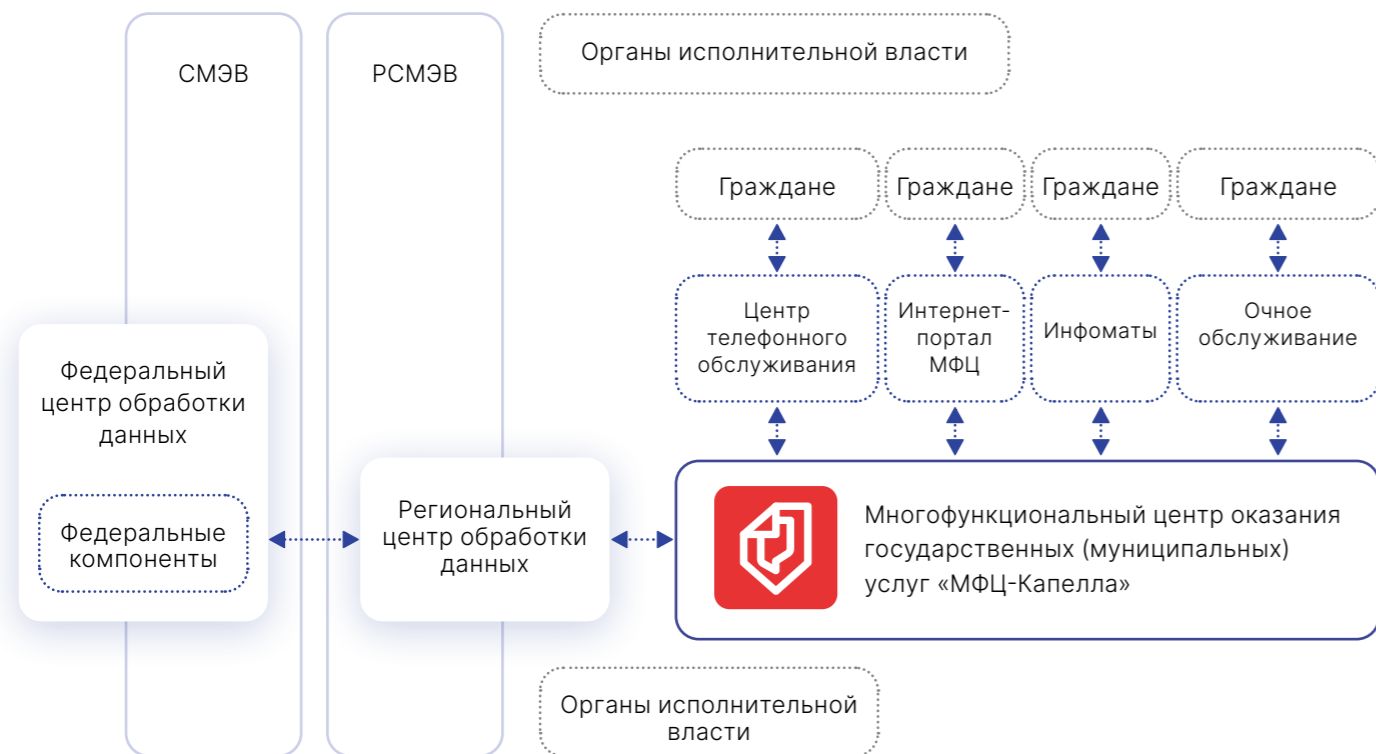 СМЭВ
РСМЭВ
Органы исполнительной власти
Граждане
Граждане
Граждане
Граждане
Центр
телефонного
обслуживания
Интернет-
портал
МФЦ
Инфоматы
Очное
обслуживание
Федеральный
центр обработки
данных
Федеральные
компоненты
Региональный
центр обработки
данных
Многофункциональный центр оказания
государственных (муниципальных)
услуг «МФЦ-Капелла»
Органы исполнительной
власти